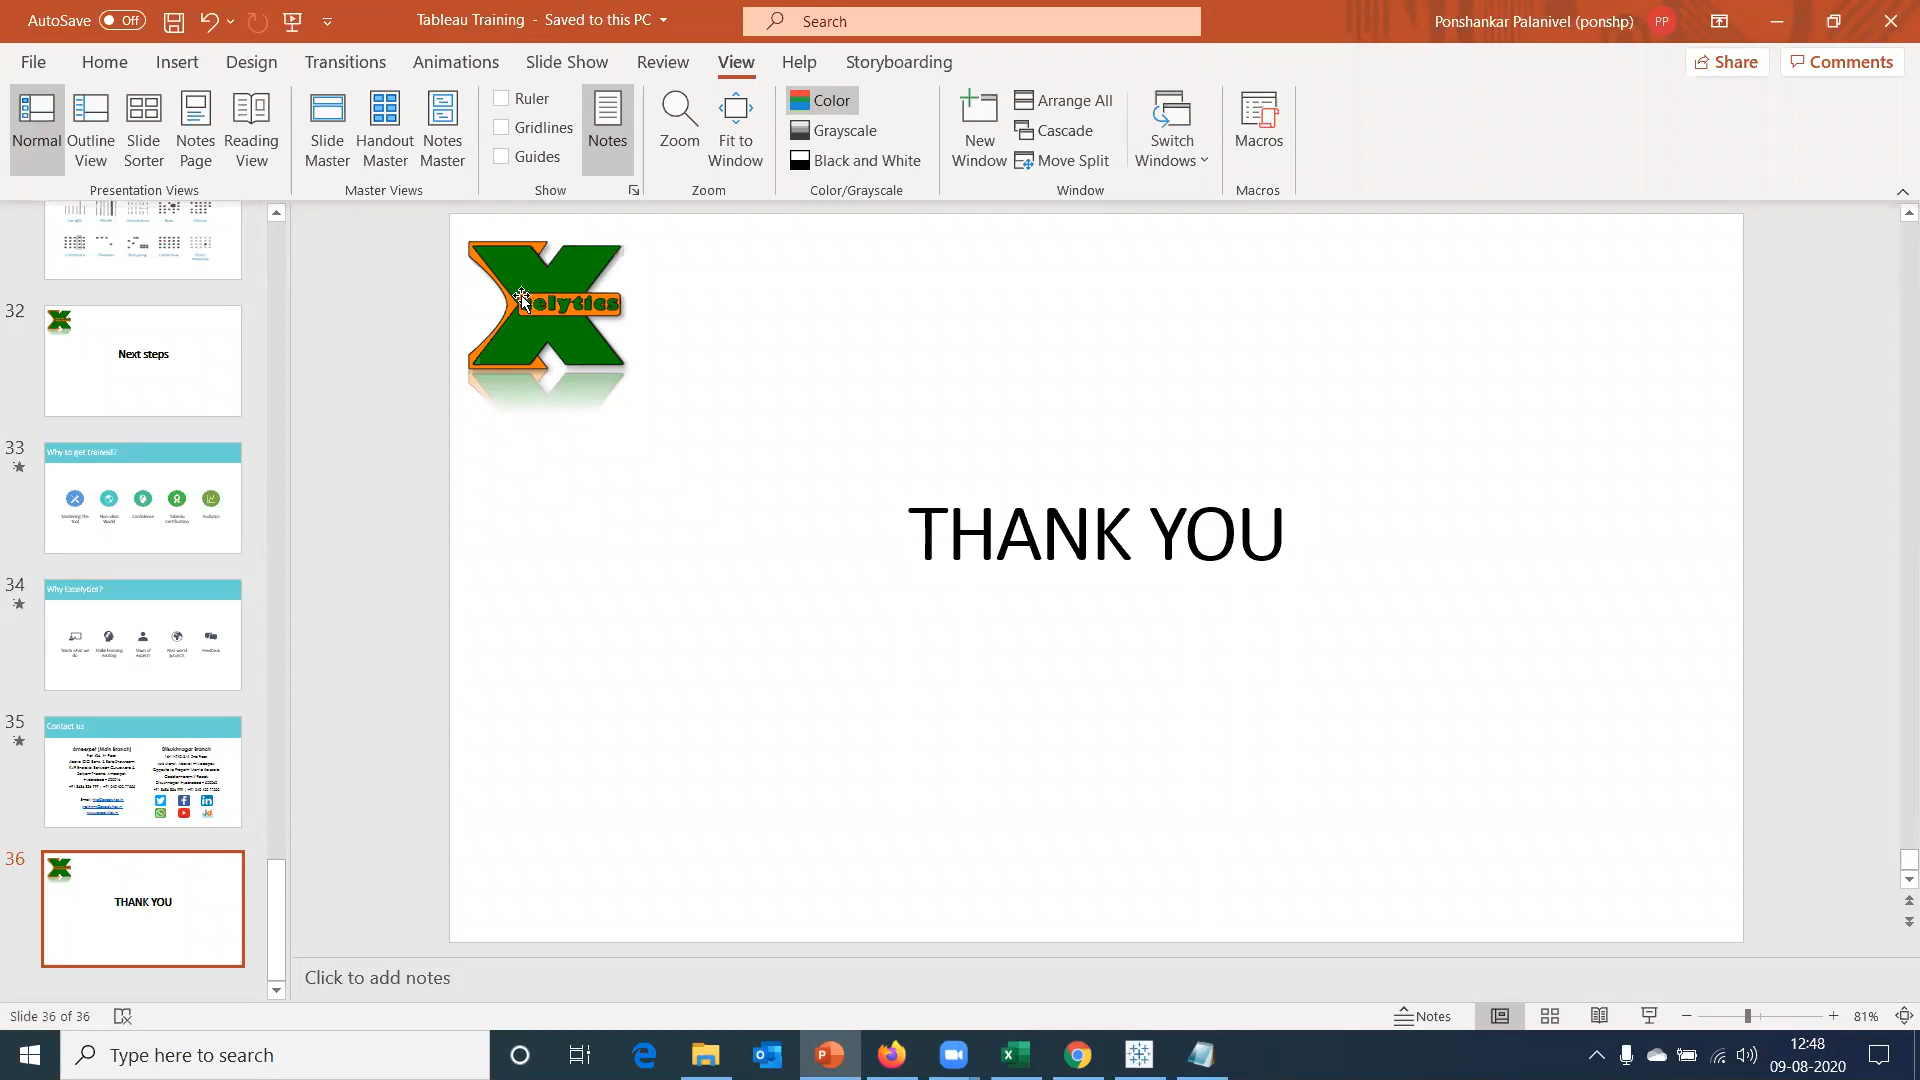 AutoSave Off
Tableau Training - Saved to this PC
Search
Ponshankar Palanivel (ponshp) PP
File Home Insert Design Transitions Animations Slide Show Review View Help Storyboarding Share Comments
Normal
Outline View
Slide Sorter
Notes Page
Reading View
Presentation Views
Slide Master
Handout Master
Notes Master
Master Views
Ruler
Gridlines
Guides
Show
Notes
Zoom
Fit to Window
Zoom
Color
Grayscale
Black and White
Color/Grayscale
New Window
Arrange All
Cascade
Move Split
Switch Windows
Window
Macros
Macros
32
Next steps
33
Why to get trained?
Confidence
Analytics
34
Why Excelytics?
Feedback
35
Contact us
36
THANK YOU
elytics
THANK YOU
Click to add notes
Slide 36 of 36
Notes
81%
Type here to search
12:48
09-08-2020